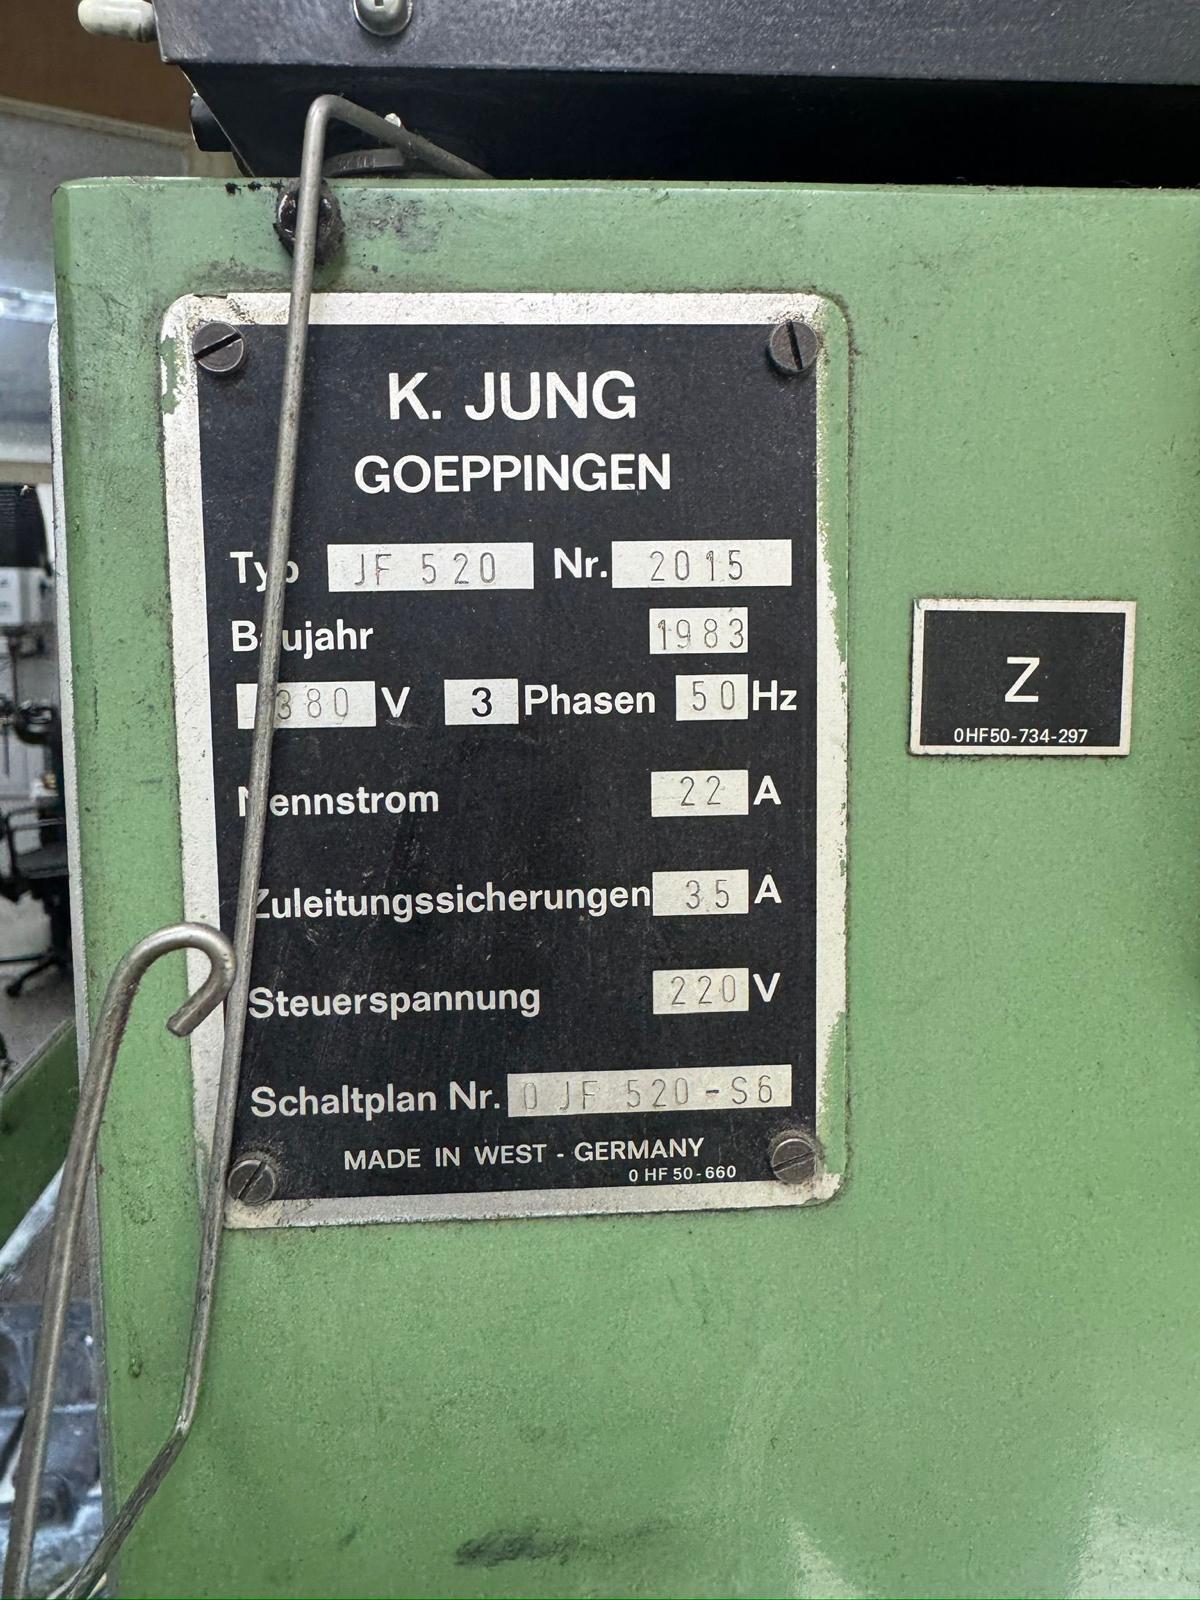 K. JUNG
GOEPPINGEN
Typ JF 520 Nr. 2015
Baujahr 1983
380 V 3 Phasen 50 Hz
Nennstrom 22 A
Zuleitungssicherungen 35 A
Steuerspannung 220 V
Schaltplan Nr. 0 JF 520-S6
MADE IN WEST - GERMANY
0 HF 50-660
Z
0HF50-734-297